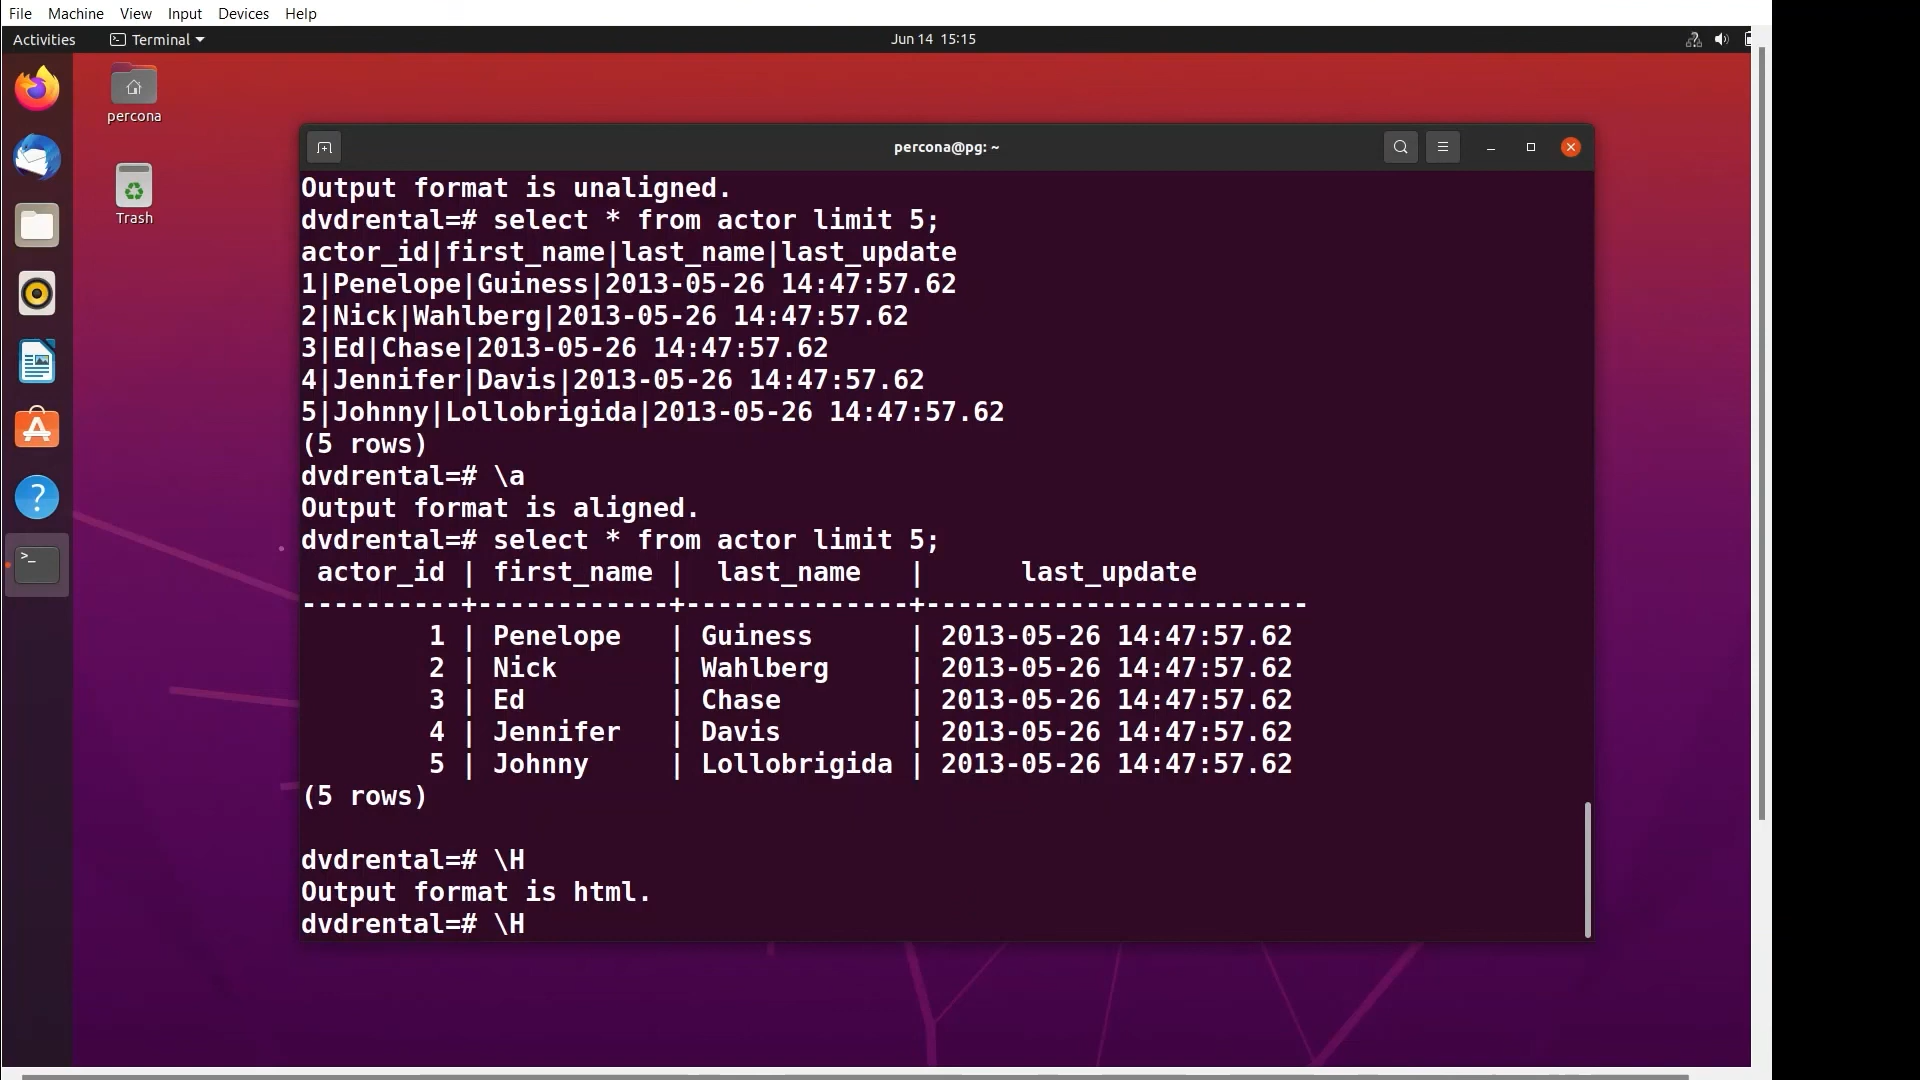 File Machine View Input Devices Help
Activities Terminal Jun 14 15:15
percona
Trash
percona@pg: ~
Output format is unaligned.
dvdrental=# select * from actor limit 5;
actor_id|first_name|last_name|last_update
1|Penelope|Guiness|2013-05-26 14:47:57.62
2|Nick|Wahlberg|2013-05-26 14:47:57.62
3|Ed|Chase|2013-05-26 14:47:57.62
4|Jennifer|Davis|2013-05-26 14:47:57.62
5|Johnny|Lollobrigida|2013-05-26 14:47:57.62
(5 rows)
dvdrental=# \a
Output format is aligned.
dvdrental=# select * from actor limit 5;
 actor_id | first_name |  last_name   |      last_update
----------+------------+--------------+------------------------
        1 | Penelope   | Guiness      | 2013-05-26 14:47:57.62
        2 | Nick       | Wahlberg     | 2013-05-26 14:47:57.62
        3 | Ed         | Chase        | 2013-05-26 14:47:57.62
        4 | Jennifer   | Davis        | 2013-05-26 14:47:57.62
        5 | Johnny     | Lollobrigida | 2013-05-26 14:47:57.62
(5 rows)
dvdrental=# \H
Output format is html.
dvdrental=# \H